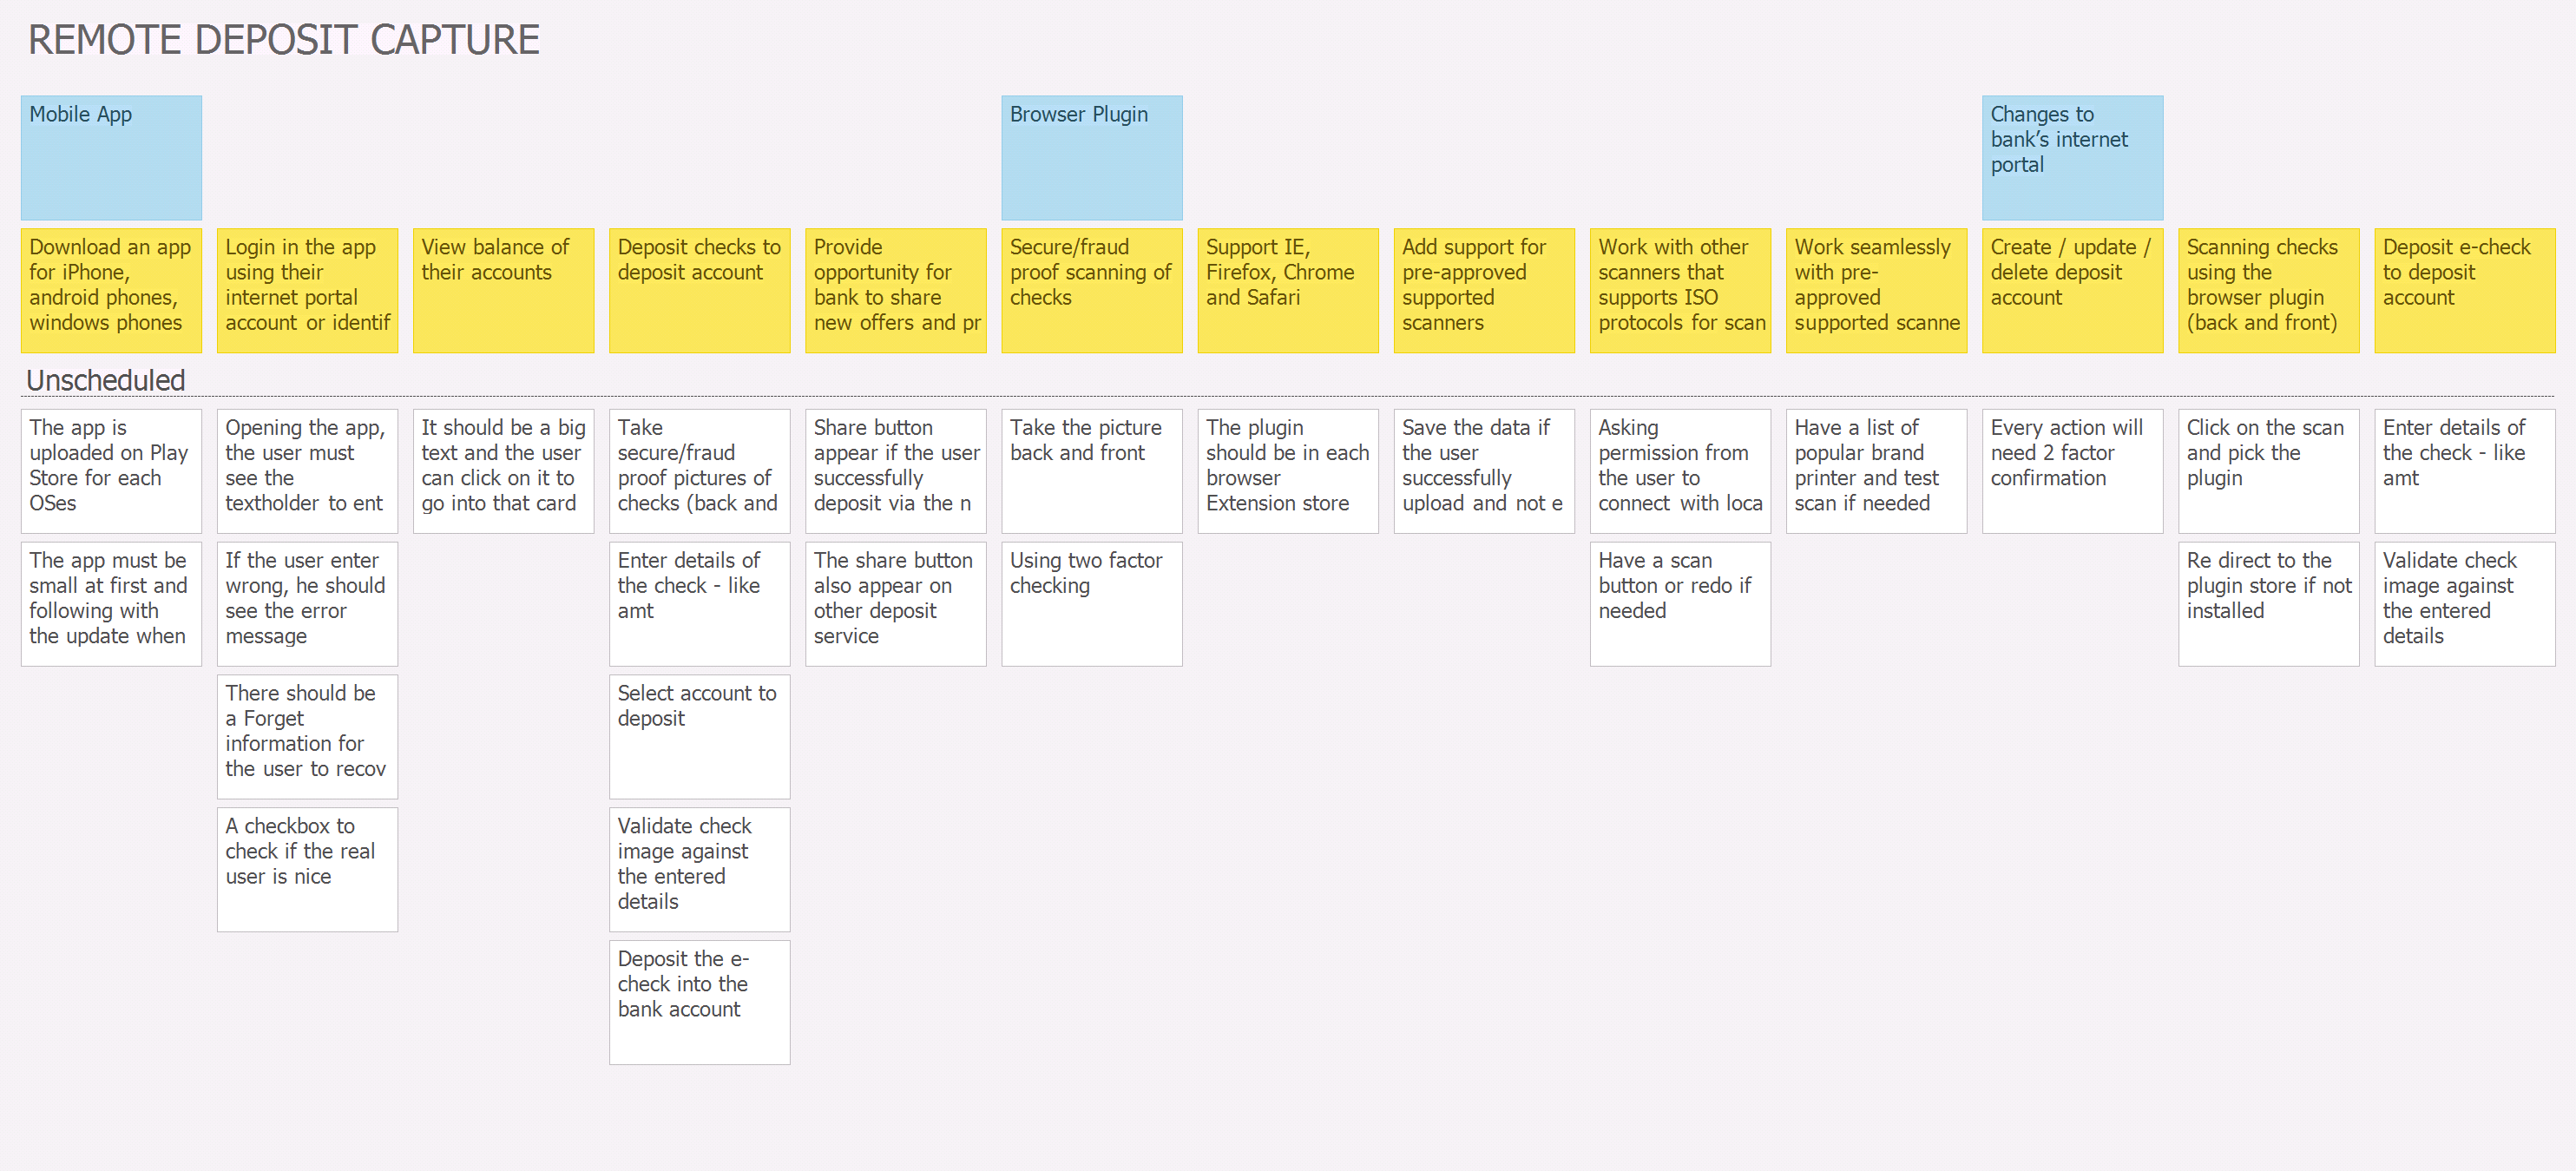 REMOTE DEPOSIT CAPTURE
Mobile App
Browser Plugin
Changes to
bank’s internet
portal
Download an app
for iPhone,
android phones,
windows phones
Login in the app
using their
internet portal
account or identif
View balance of
their accounts
Deposit checks to
deposit account
Provide
opportunity for
bank to share
new offers and pr
Secure/fraud
proof scanning of
checks
Support IE,
Firefox, Chrome
and Safari
Add support for
pre-approved
supported
scanners
Work with other
scanners that
supports ISO
protocols for scan
Work seamlessly
with pre-
approved
supported scanne
Create / update /
delete deposit
account
Scanning checks
using the
browser plugin
(back and front)
Deposit e-check
to deposit
account
Unscheduled
The app is
uploaded on Play
Store for each
OSes
Opening the app,
the user must
see the
textholder to ent
It should be a big
text and the user
can click on it to
go into that card
Take
secure/fraud
proof pictures of
checks (back and
Share button
appear if the user
successfully
deposit via the n
Take the picture
back and front
The plugin
should be in each
browser
Extension store
Save the data if
the user
successfully
upload and not e
Asking
permission from
the user to
connect with loca
Have a list of
popular brand
printer and test
scan if needed
Every action will
need 2 factor
confirmation
Click on the scan
and pick the
plugin
Enter details of
the check - like
amt
The app must be
small at first and
following with
the update when
If the user enter
wrong, he should
see the error
message
Enter details of
the check - like
amt
The share button
also appear on
other deposit
service
Using two factor
checking
Have a scan
button or redo if
needed
Re direct to the
plugin store if not
installed
Validate check
image against
the entered
details
There should be
a Forget
information for
the user to recov
Select account to
deposit
A checkbox to
check if the real
user is nice
Validate check
image against
the entered
details
Deposit the e-
check into the
bank account